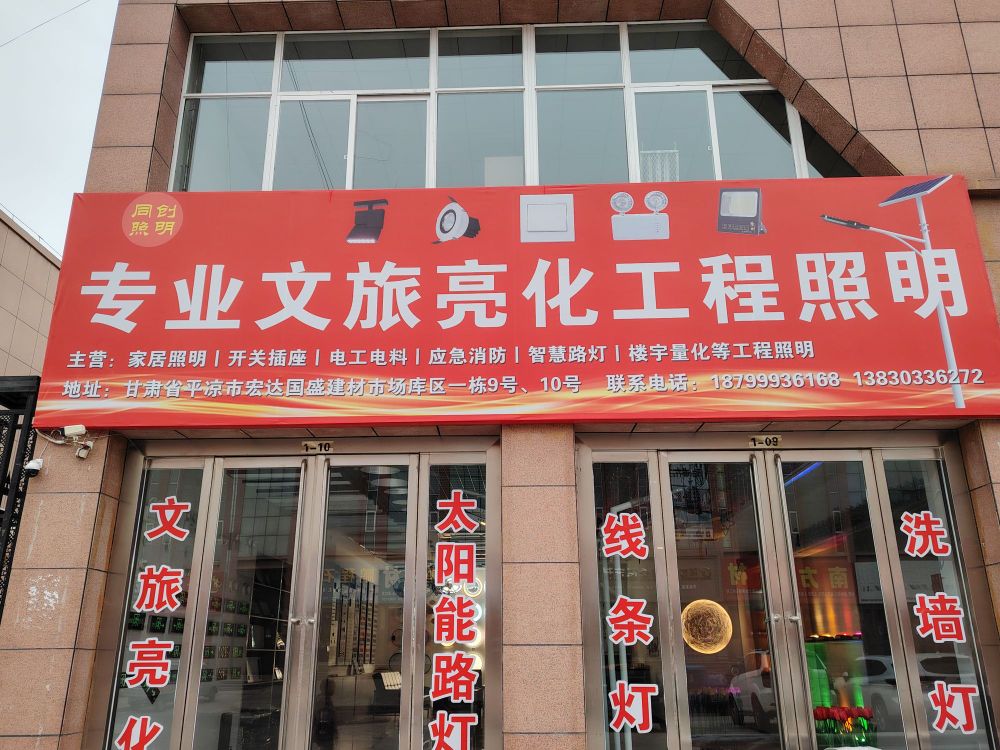 同创
照明
专业文旅亮化工程照明
主营：家居照明丨开关插座丨电工电料丨应急消防丨智慧路灯丨楼宇量化等工程照明
地址：甘肃省平凉市宏达国盛建材市场库区一栋9号、10号 联系电话：18799936168 13830336272
1-10
1-09
文旅亮化
太阳能路灯
线条灯
洗墙灯